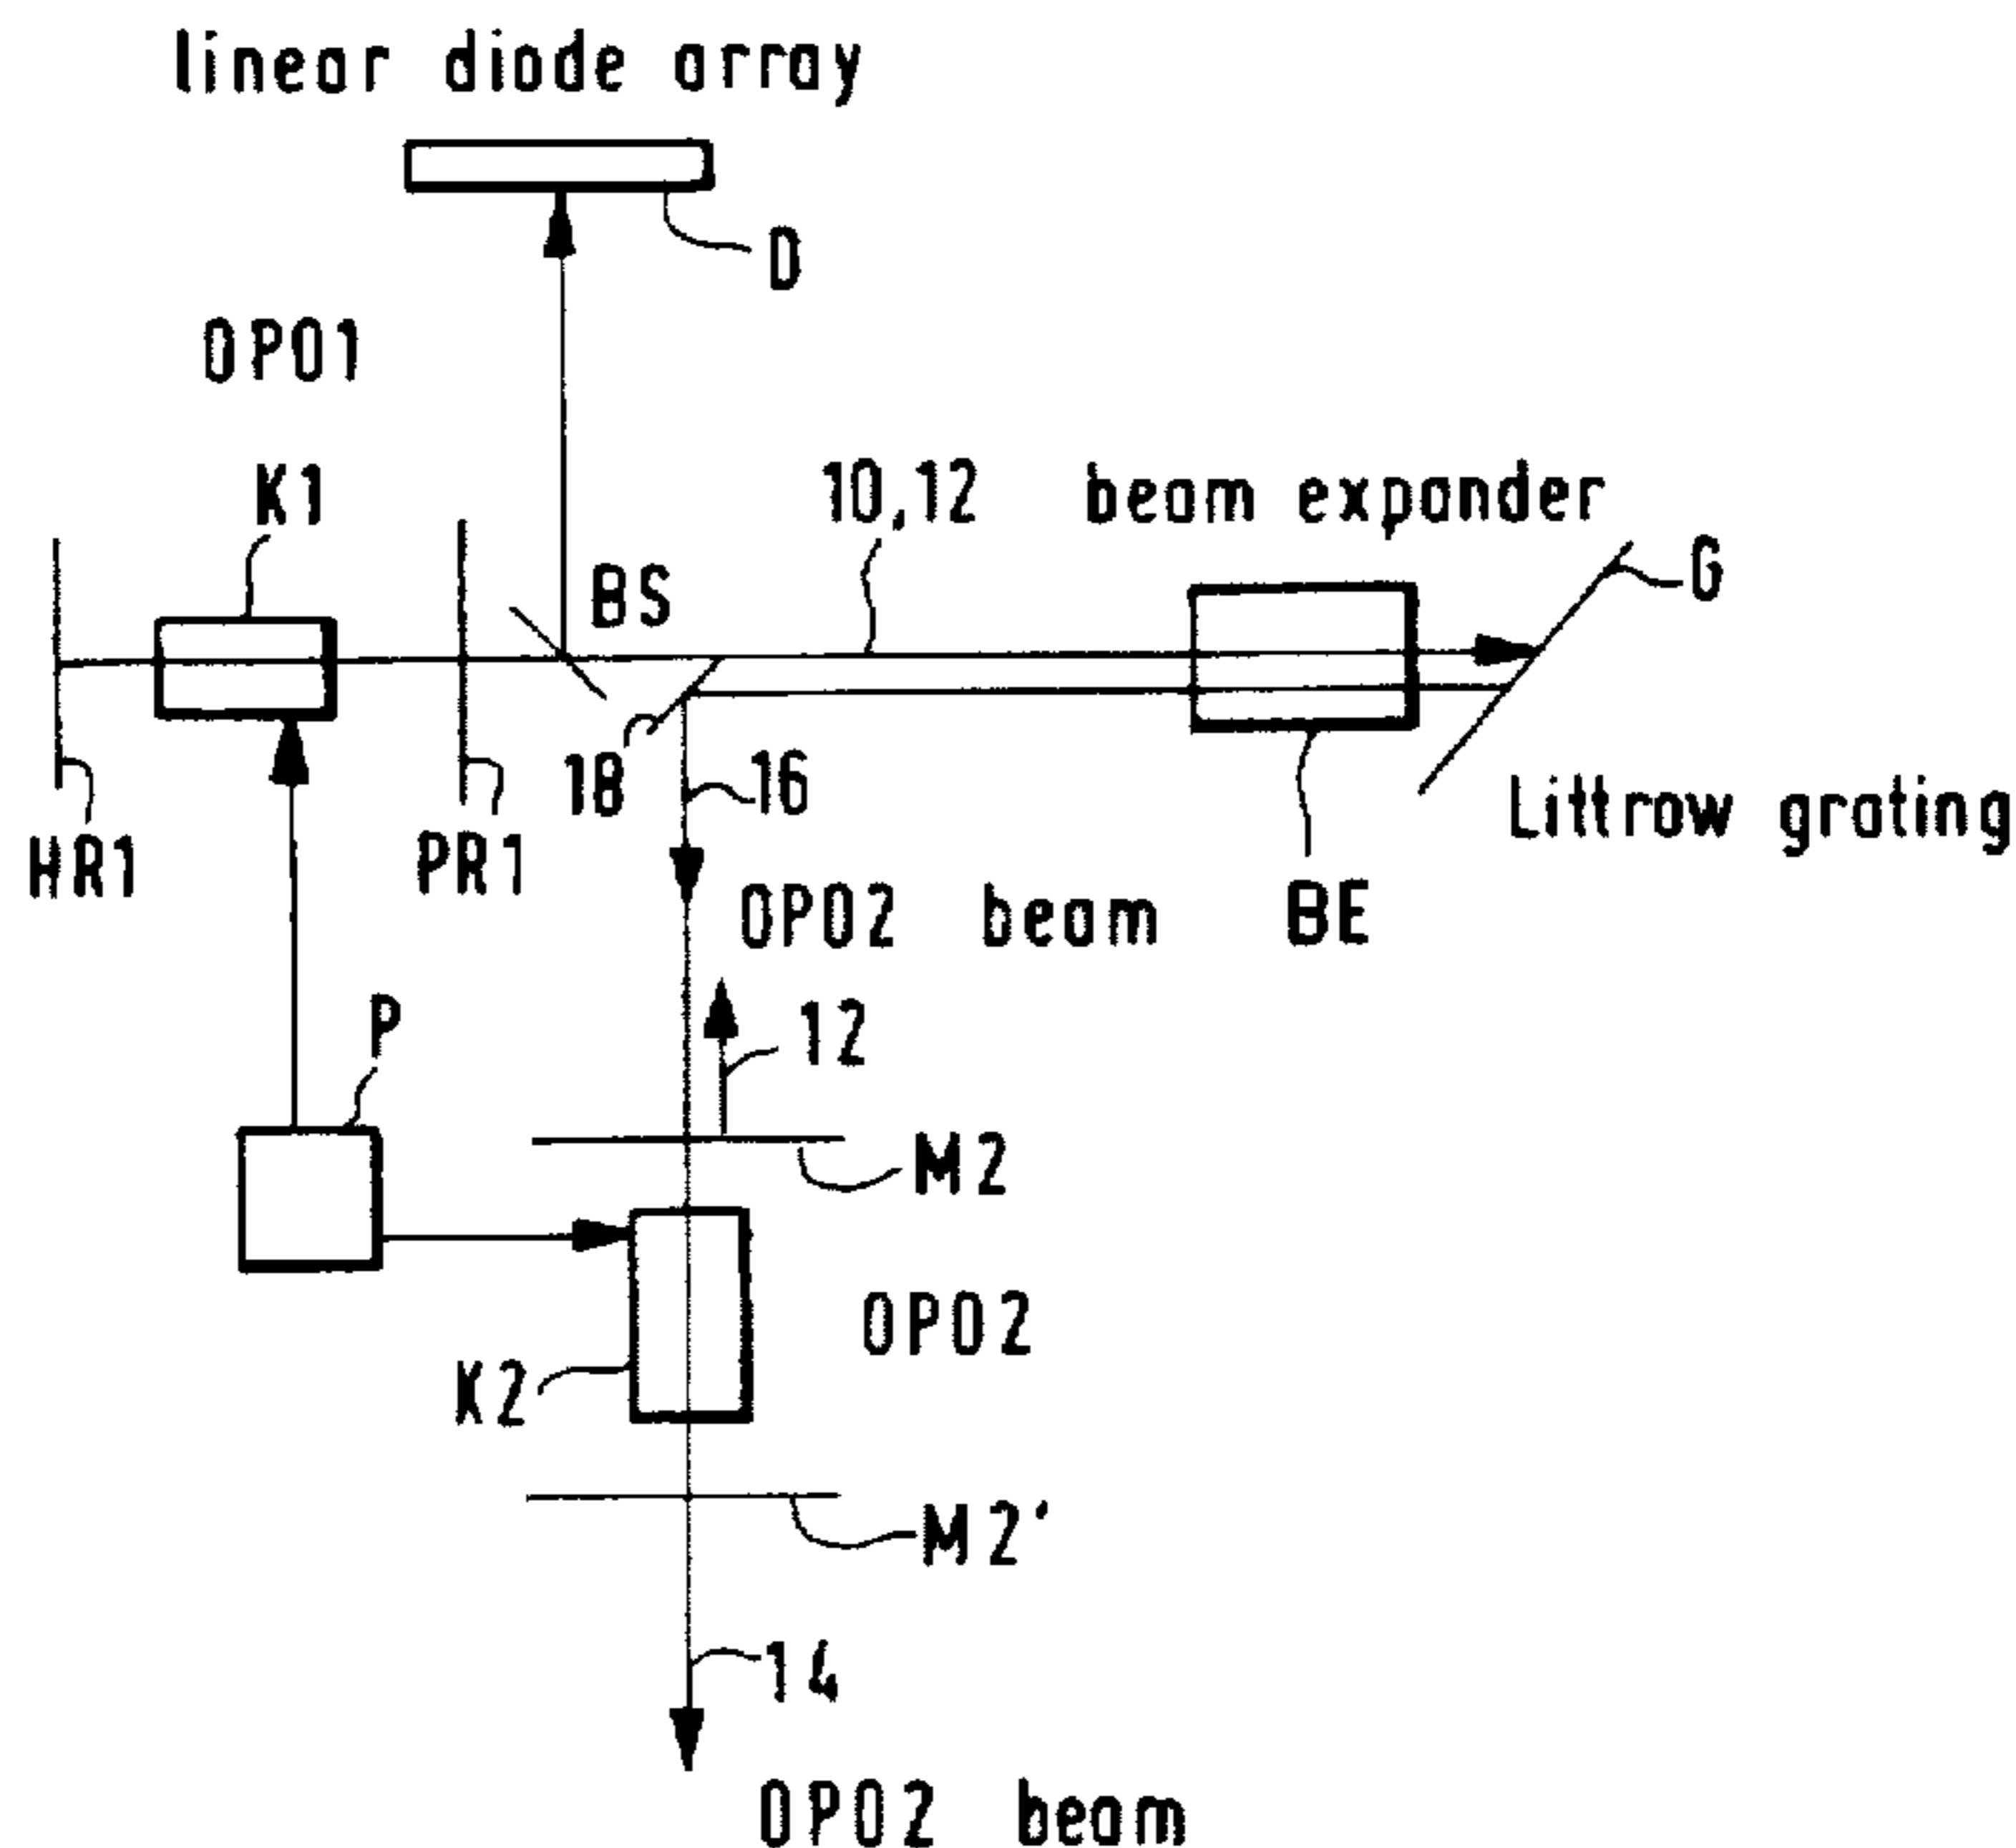 linear diode array
D
OPO1
K1
10,12 beam expander
BS
G
18
16
Littrow grating
HR1
PR1
OPO2 beam
BE
P
12
M2
OPO2
K2
M2'
14
OPO2 beam